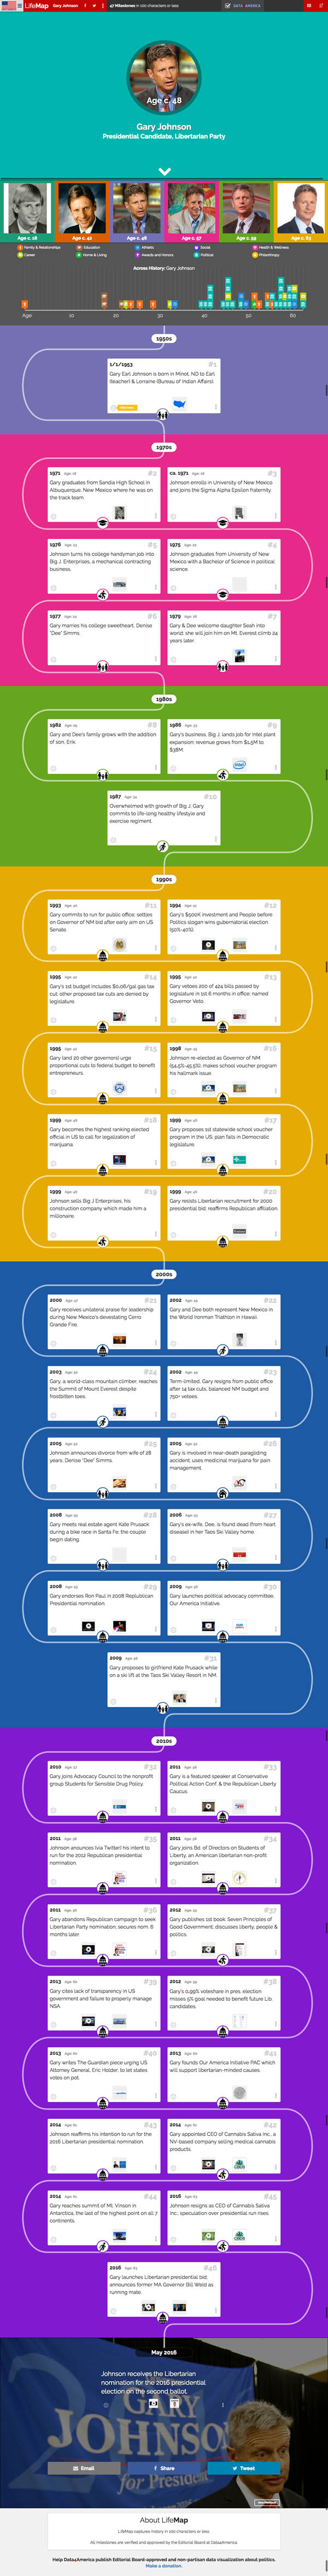 LifeMap Gary Johnson 47 Milestones in 100 characters or less DATA AMERICA
Age c. 48
Gary Johnson
Presidential Candidate, Libertarian Party
Age c. 18 Age c. 42 Age c. 48 Age c. 57 Age c. 59 Age c. 63
Family & Relationships Education Athletic Social Health & Wellness
Career Home & Living Awards and Honors Political Philanthropy
Across History: Gary Johnson
Age 10 20 30 40 50 60
1950s
1/1/1953 #1
Gary Earl Johnson is born in Minot, ND to Earl
(teacher) & Lorraine (Bureau of Indian Affairs).
1970s
1971 Age: 18 #2
Gary graduates from Sandia High School in
Albuquerque, New Mexico where he was on
the track team.
ca. 1971 Age: 18 #3
Johnson enrolls in University of New Mexico
and joins the Sigma Alpha Epsilon fraternity.
1976 Age: 23 #5
Johnson turns his college handyman job into
Big J. Enterprises, a mechanical contracting
business.
1975 Age: 22 #4
Johnson graduates from University of New
Mexico with a Bachelor of Science in political
science.
1977 Age: 24 #6
Gary marries his college sweetheart, Denise
"Dee" Simms.
1979 Age: 26 #7
Gary & Dee welcome daughter Seah into
world; she will join him on Mt. Everest climb 24
years later.
1980s
1982 Age: 29 #8
Gary and Dee's family grows with the addition
of son, Erik.
1986 Age: 33 #9
Gary's business, Big J, lands job for Intel plant
expansion; revenue grows from $1.5M to
$38M.
intel
1987 Age: 34 #10
Overwhelmed with growth of Big J, Gary
commits to life-long healthy lifestyle and
exercise regiment.
1990s
1993 Age: 40 #11
Gary commits to run for public office; settles
on Governor of NM bid after early aim on US
Senate.
1994 Age: 41 #12
Gary's $500K investment and People before
Politics slogan wins gubernatorial election
(50%-40%).
1995 Age: 42 #14
Gary's 1st budget includes $0.06/gal gas tax
cut; other proposed tax cuts are denied by
legislature.
1995 Age: 42 #13
Gary vetoes 200 of 424 bills passed by
legislature in 1st 6 months in office, named
Governor Veto.
1995 Age: 42 #15
Gary (and 20 other governors) urge
proportional cuts to federal budget to benefit
entrepreneurs.
1998 Age: 45 #16
Johnson re-elected as Governor of NM
(54.5%-45.5%), makes school voucher program
his hallmark issue.
1999 Age: 46 #18
Gary becomes the highest ranking elected
official in US to call for legalization of
marijuana.
1999 Age: 46 #17
Gary proposes 1st statewide school voucher
program in the US; plan fails in Democratic
legislature.
1999 Age: 46 #19
Johnson sells Big J Enterprises, his
construction company which made him a
millionaire.
1999 Age: 46 #20
Gary resists Libertarian recruitment for 2000
presidential bid; reaffirms Republican affiliation.
2000s
2000 Age: 47 #21
Gary receives unilateral praise for leadership
during New Mexico's devastating Cerro
Grande Fire.
2002 Age: 49 #22
Gary and Dee both represent New Mexico in
the World Ironman Triathlon in Hawaii.
2003 Age: 50 #24
Gary, a world-class mountain climber, reaches
the Summit of Mount Everest despite
frostbitten toes.
2002 Age: 49 #23
Term-limited, Gary resigns from public office
after 14 tax cuts, balanced NM budget and
750+ vetoes.
2005 Age: 52 #25
Johnson announces divorce from wife of 28
years, Denise "Dee" Simms.
2005 Age: 52 #26
Gary is involved in near-death paragliding
accident; uses medicinal marijuana for pain
management.
2008 Age: 55 #28
Gary meets real estate agent Kate Prusack
during a bike race in Santa Fe; the couple
begin dating.
2006 Age: 53 #27
Gary's ex-wife, Dee, is found dead (from heart
disease) in her Taos Ski Valley home.
2008 Age: 55 #29
Gary endorses Ron Paul in 2008 Republican
Presidential nomination.
2009 Age: 56 #30
Gary launches political advocacy committee,
Our America Initiative.
2009 Age: 56 #31
Gary proposes to girlfriend Kate Prusack while
on a ski lift at the Taos Ski Valley Resort in NM.
2010s
2010 Age: 57 #32
Gary joins Advocacy Council to the nonprofit
group Students for Sensible Drug Policy.
2011 Age: 58 #33
Gary is a featured speaker at Conservative
Political Action Conf. & the Republican Liberty
Caucus.
2011 Age: 58 #35
Johnson announces (via Twitter) his intent to
run for the 2012 Republican presidential
nomination.
2011 Age: 58 #34
Gary joins Bd. of Directors on Students of
Liberty, an American libertarian non-profit
organization.
2011 Age: 58 #36
Gary abandons Republican campaign to seek
Libertarian Party nomination; secures nom. 6
months later
2012 Age: 59 #37
Gary publishes 1st book: Seven Principles of
Good Government; discusses liberty, people &
politics.
2013 Age: 60 #39
Gary cites lack of transparency in US
government and failure to properly manage
NSA.
2012 Age: 59 #38
Gary's 0.99% voteshare in pres. election
misses 5% goal needed to benefit future Lib.
candidates.
2013 Age: 60 #40
Gary writes The Guardian piece urging US
Attorney General, Eric Holder, to let states
votes on pot.
2013 Age: 60 #41
Gary founds Our America Initiative PAC which
will support libertarian-minded causes.
2014 Age: 61 #43
Johnson reaffirms his intention to run for the
2016 Libertarian presidential nomination.
2014 Age: 61 #42
Gary appointed CEO of Cannabis Sativa Inc., a
NV-based company selling medical cannabis
products.
CBDS
2014 Age: 61 #44
Gary reaches summit of Mt. Vinson in
Antarctica, the last of the highest point on all 7
continents.
2016 Age: 63 #45
Johnson resigns as CEO of Cannabis Sativa
Inc.; speculation over presidential run rises.
CBDS
2016 Age: 63 #46
Gary launches Libertarian presidential bid;
announces former MA Governor Bill Weld as
running mate.
May 2016
Johnson receives the Libertarian
nomination for the 2016 presidential
election on the second ballot.
GARY
JOHNSON
for President
Email Share Tweet
About LifeMap
LifeMap captures history in 100 characters or less
All milestones are verified and approved by the Editorial Board at Data4America
Help Data4America publish Editorial Board-approved and non-partisan data visualization about politics.
Make a donation.